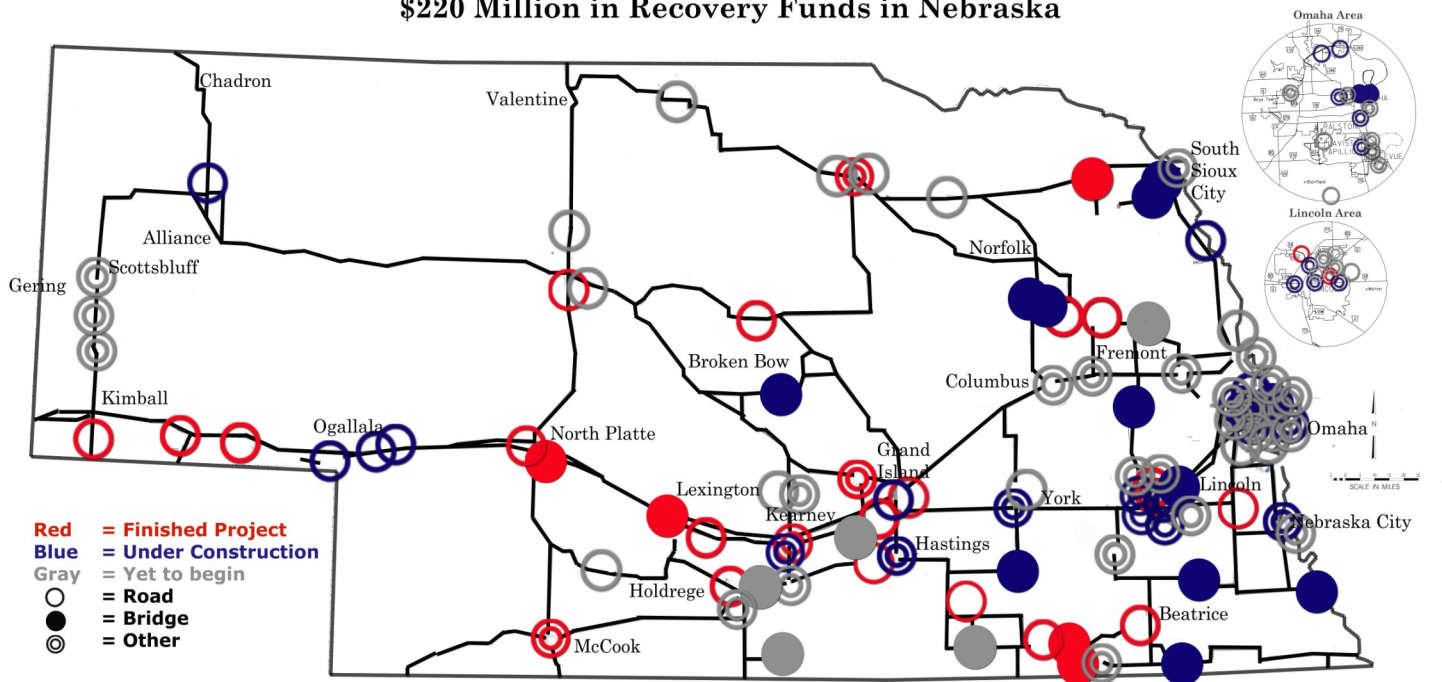 $220 Million in Recovery Funds in Nebraska
Omaha Area
Chadron
Valentine
RALSTON
South
Sioux
City
Lincoln Area
Alliance
Norfolk
Scottsbluff
Gering
Broken Bow
Fremont
Columbus
Kimball
Ogallala
North Platte
Omaha
N
Grand
Island
SCALE IN MILES
Lexington
Lincoln
York
Kearney
Nebraska City
Hastings
Holdrege
Beatrice
McCook
Red = Finished Project
Blue = Under Construction
Gray = Yet to begin
= Road
= Bridge
= Other